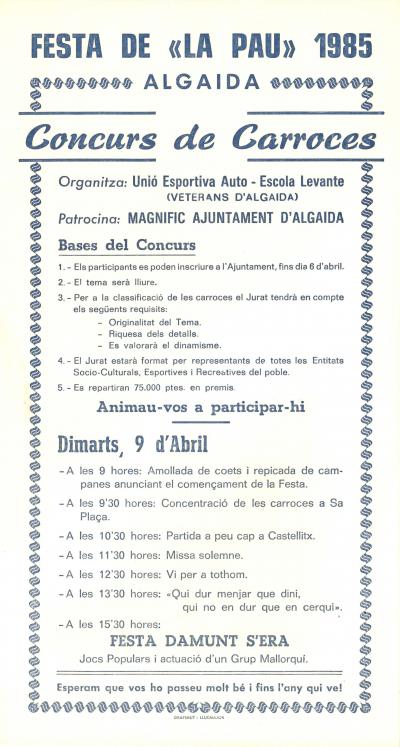 FESTA DE «LA PAU» 1985
ALGAIDA
Concurs de Carroces
Organitza: Unió Esportiva Auto - Escola Levante
(VETERANS D'ALGAIDA)
Patrocina: MAGNIFIC AJUNTAMENT D'ALGAIDA
Bases del Concurs
1. - Els participants es poden inscriure a l'Ajuntament, fins dia 6 d'abril.
2. - El tema serà lliure.
3. - Per a la classificació de les carroces el Jurat tendrà en compte
els següents requisits:
- Originalitat del Tema.
- Riquesa dels detalls.
- Es valorarà el dinamisme.
4. - El Jurat estarà format per representants de totes les Entitats
Socio-Culturals, Esportives i Recreatives del poble.
5. - Es repartiran 75.000 ptes. en premis.
Animau-vos a participar-hi
Dimarts, 9 d'Abril
- A les 9 hores: Amollada de coets i repicada de cam-
panes anunciant el començament de la Festa.
- A les 9'30 hores: Concentració de les carroces a Sa
Plaça.
- A les 10'30 hores: Partida a peu cap a Castellitx.
- A les 11'30 hores: Missa solemne.
- A les 12'30 hores: Vi per a tothom.
- A les 13'30 hores: «Qui dur menjar que dini,
qui no en dur que en cerqui».
- A les 15'30 hores:
FESTA DAMUNT S'ERA
Jocs Populars i actuació d'un Grup Mallorquí.
Esperam que vos ho passeu molt bé i fins l'any qui ve!
GRAFIMUT - LLUCMAJOR